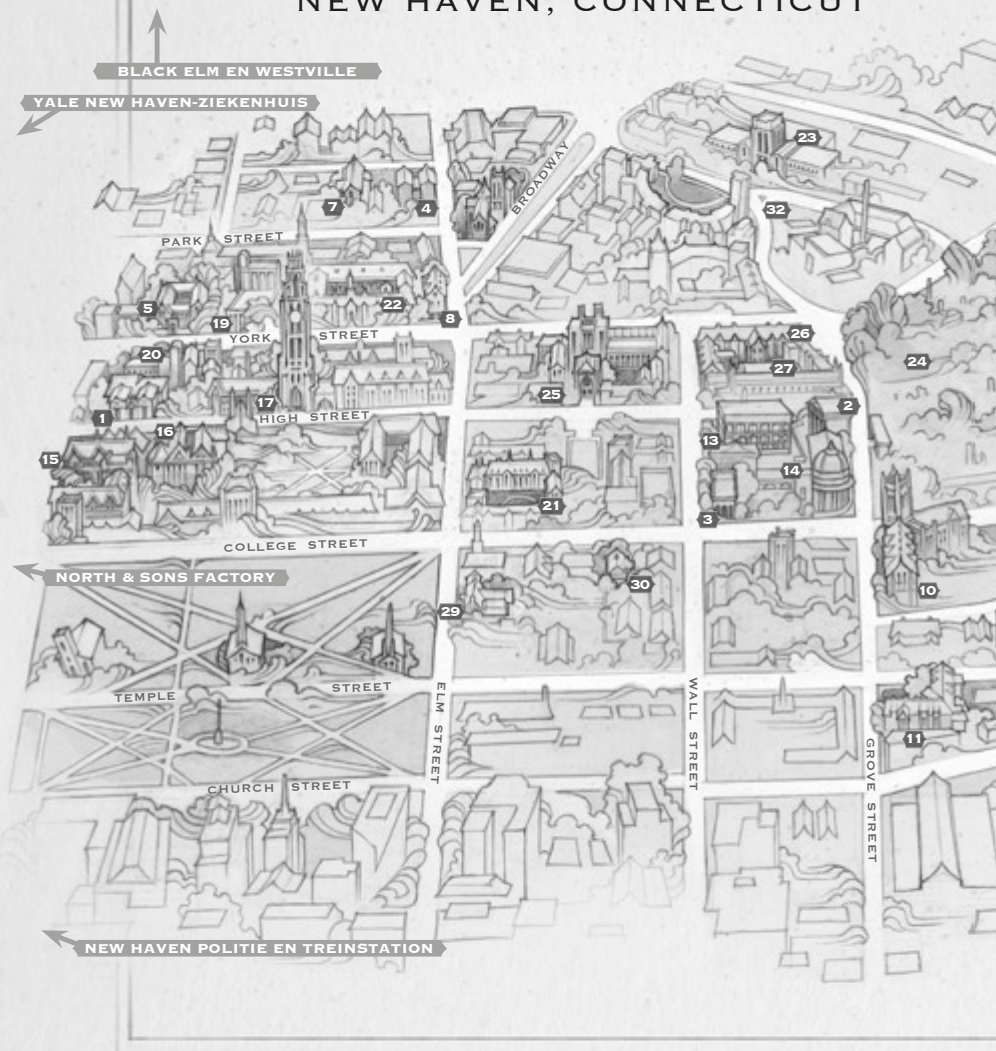 NEW HAVEN, CONNECTICUT
BLACK ELM EN WESTVILLE
YALE NEW HAVEN-ZIEKENHUIS
23
BROADWAY
7
4
32
PARK STREET
5
22
19
8
YORK STREET
26
20
27
24
25
17
1
HIGH STREET
2
16
13
15
14
21
3
COLLEGE STREET
NORTH & SONS FACTORY
30
10
29
TEMPLE STREET
ELM STREET
WALL STREET
GROVE STREET
11
CHURCH STREET
NEW HAVEN POLITIE EN TREINSTATION